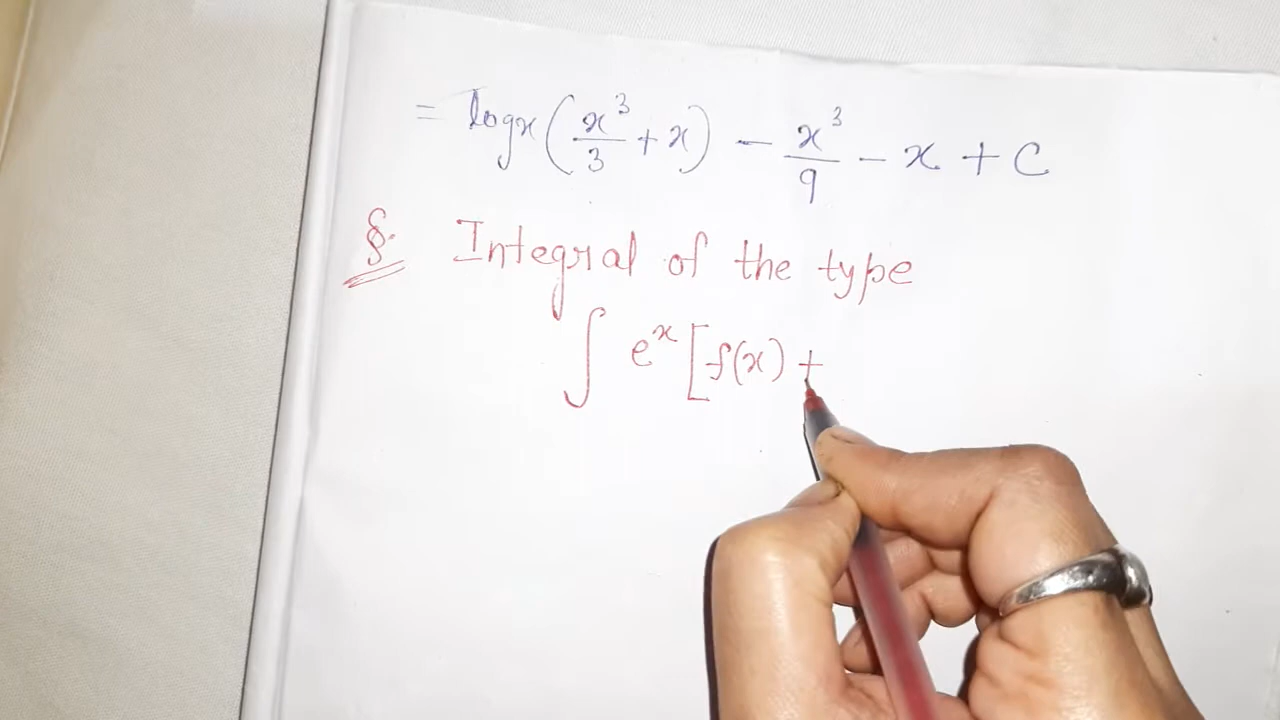 = logx(x³/3 + x) - x³/9 - x + C
§. Integral of the type
∫ eˣ [f(x) +